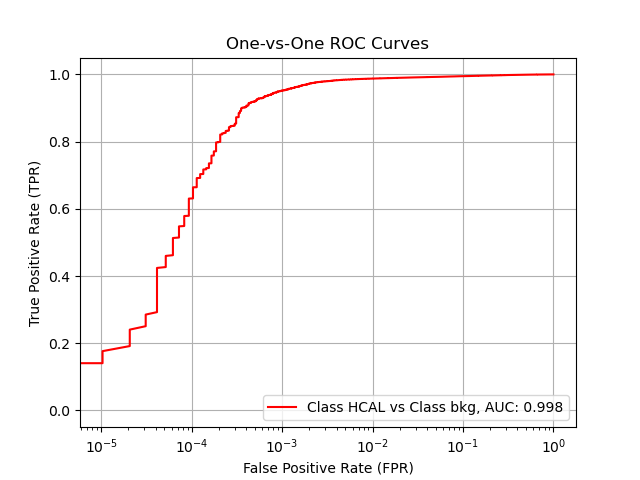 One-vs-One ROC Curves
True Positive Rate (TPR)
1.0
0.8
0.6
0.4
0.2
0.0
Class HCAL vs Class bkg, AUC: 0.998
10⁻⁵ 10⁻⁴ 10⁻³ 10⁻² 10⁻¹ 10⁰
False Positive Rate (FPR)